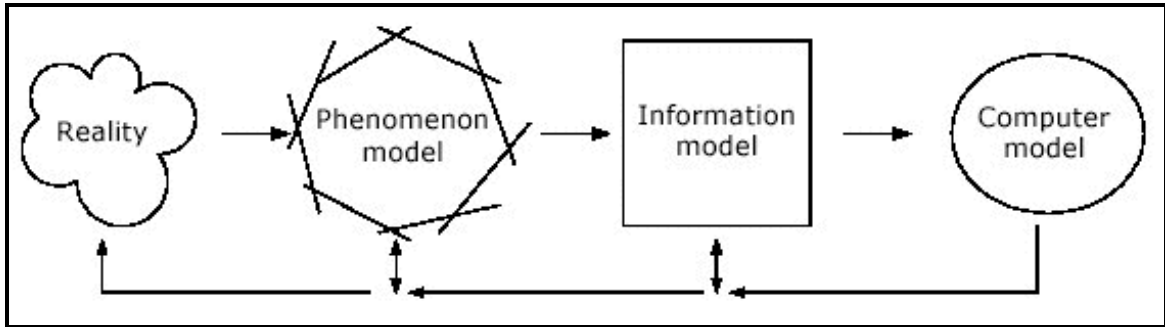 Reality
Phenomenon
model
Information
model
Computer
model